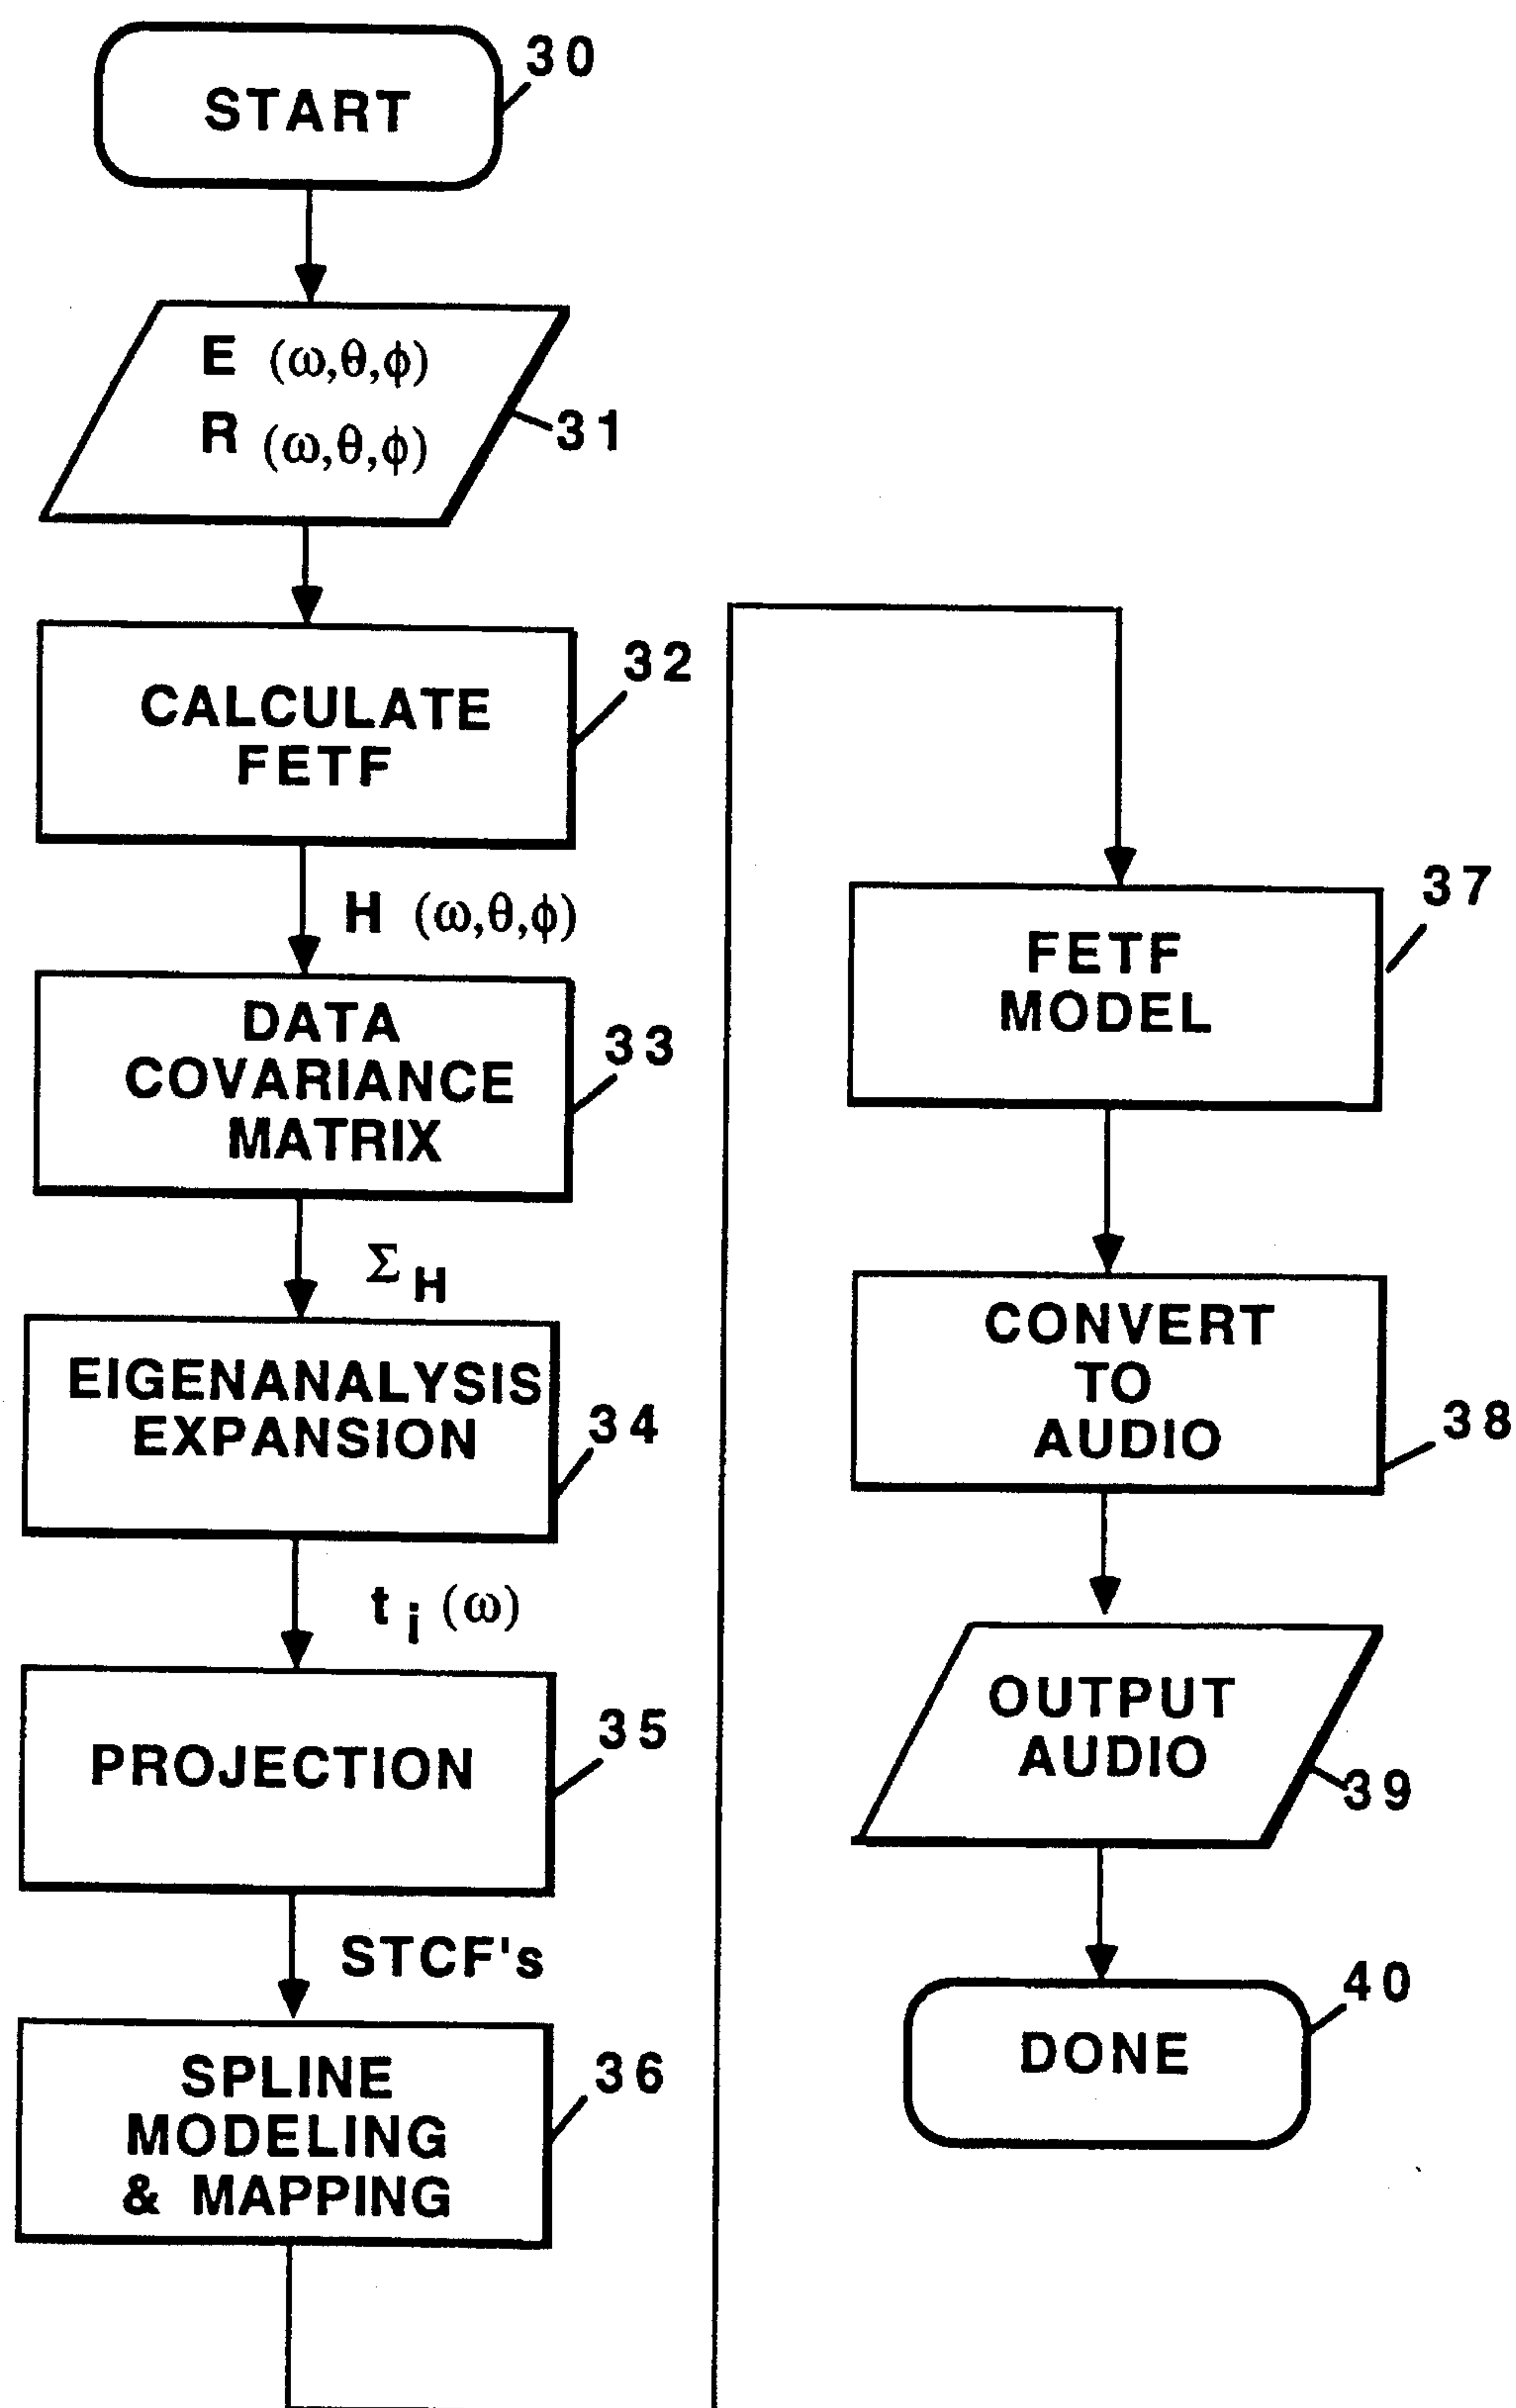 START
30
E (ω,θ,ϕ)
R (ω,θ,ϕ)
31
CALCULATE
FETF
32
H (ω,θ,ϕ)
DATA
COVARIANCE
MATRIX
33
Σ H
EIGENANALYSIS
EXPANSION
34
t i (ω)
PROJECTION
35
STCF's
SPLINE
MODELING
& MAPPING
36
FETF
MODEL
37
CONVERT
TO
AUDIO
38
OUTPUT
AUDIO
39
DONE
40